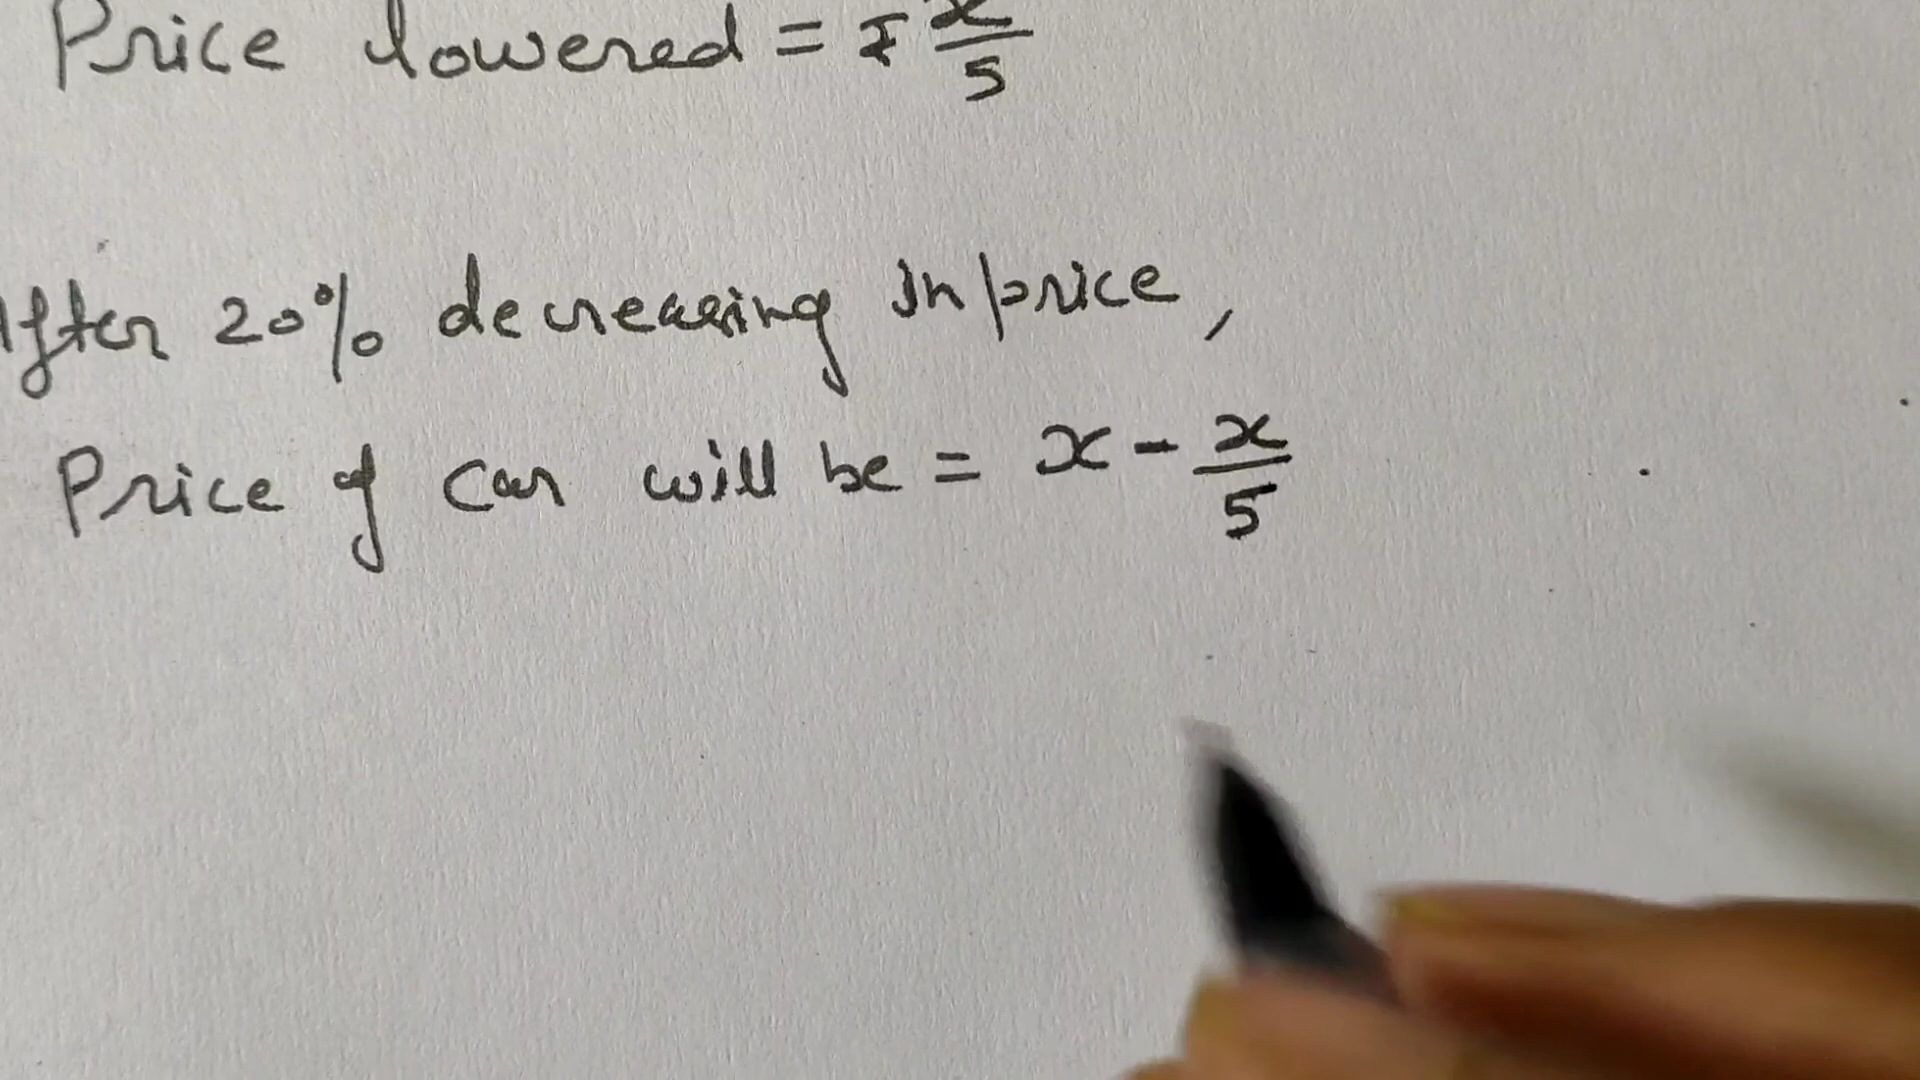 Price lowered = ₹ x/5
After 20% decreasing in price,
Price of car will be = x - x/5